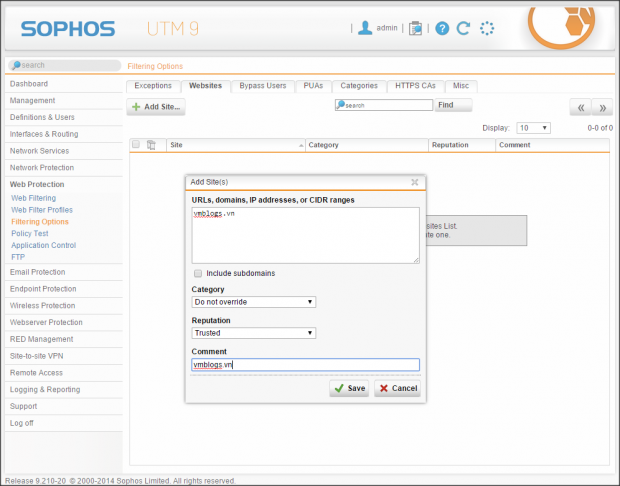 SOPHOS UTM 9
admin
search
Filtering Options
Dashboard
Management
Definitions & Users
Interfaces & Routing
Network Services
Network Protection
Web Protection
Web Filtering
Web Filter Profiles
Filtering Options
Policy Test
Application Control
FTP
Email Protection
Endpoint Protection
Wireless Protection
Webserver Protection
RED Management
Site-to-site VPN
Remote Access
Logging & Reporting
Support
Log off
Exceptions Websites Bypass Users PUAs Categories HTTPS CAs Misc
Add Site... search Find
Display: 10 0-0 of 0
Site Category Reputation Comment
sites List.
te one.
Add Site(s)
URLs, domains, IP addresses, or CIDR ranges
vmblogs.vn
Include subdomains
Category
Do not override
Reputation
Trusted
Comment
vmblogs.vn
Save Cancel
Release 9.210-20 © 2000-2014 Sophos Limited. All rights reserved.